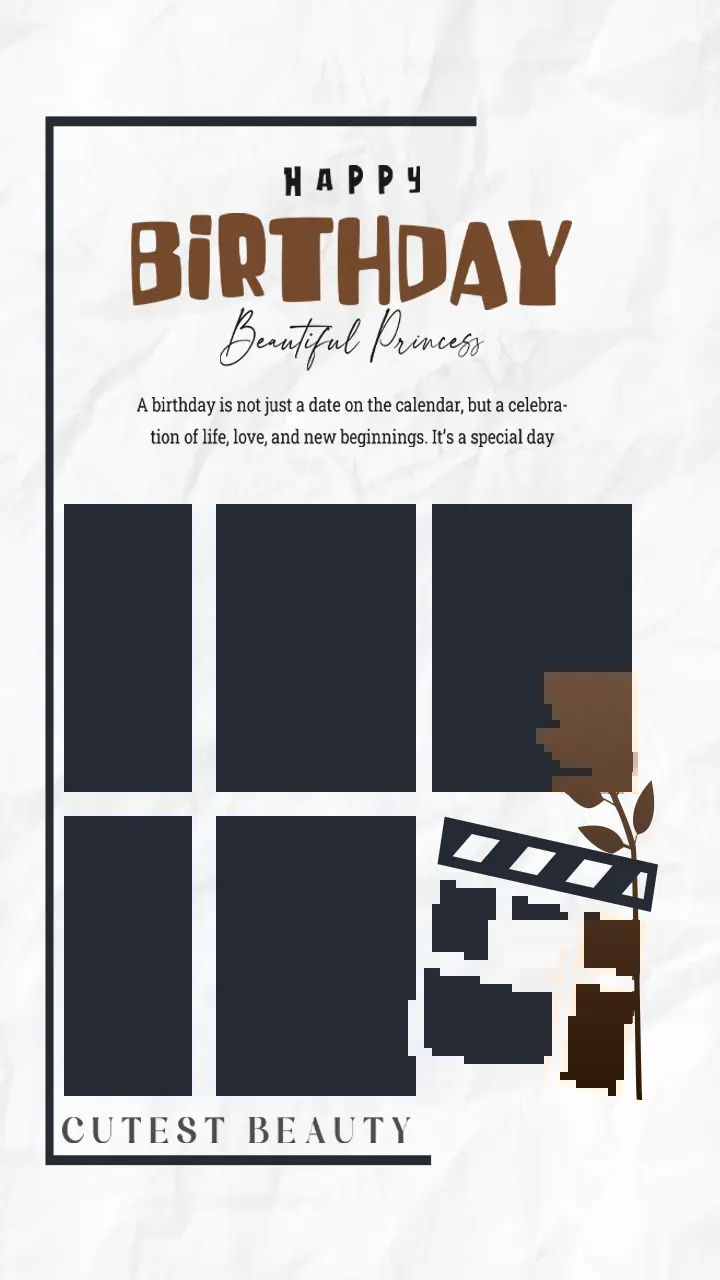 HAPPY
BiRTHDAY
Beautiful Princess
A birthday is not just a date on the calendar, but a celebra-
tion of life, love, and new beginnings. It’s a special day
CUTEST BEAUTY